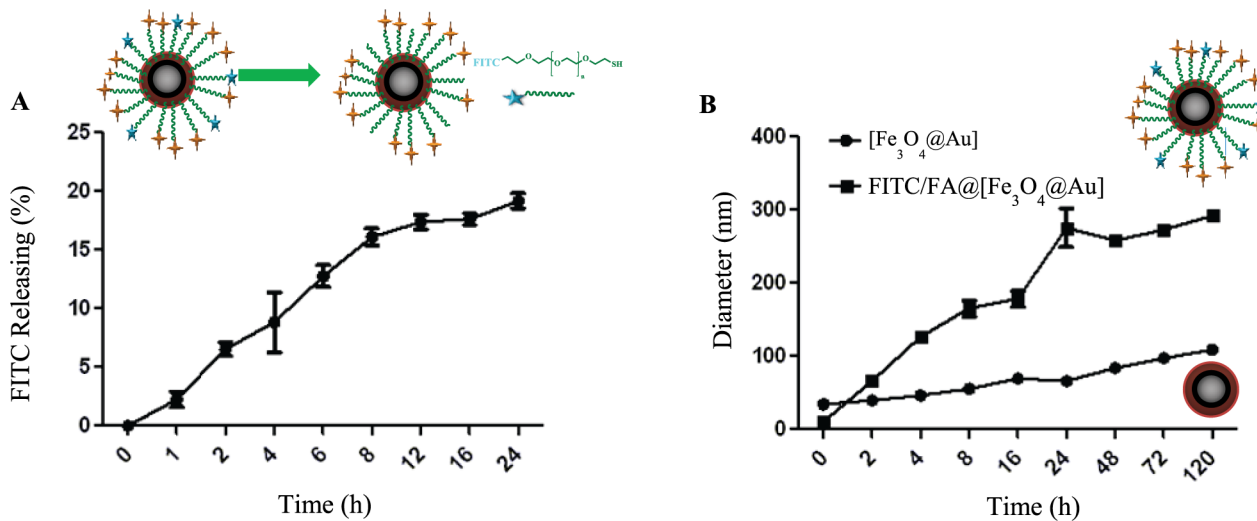 FITC
O
O
O
n
SH
A
FITC Releasing (%)
25
20
15
10
5
0
0 1 2 4 6 8 12 16 24
Time (h)
B
[Fe3O4@Au]
FITC/FA@[Fe3O4@Au]
Diameter (nm)
400
300
200
100
0
0 2 4 8 16 24 48 72 120
Time (h)